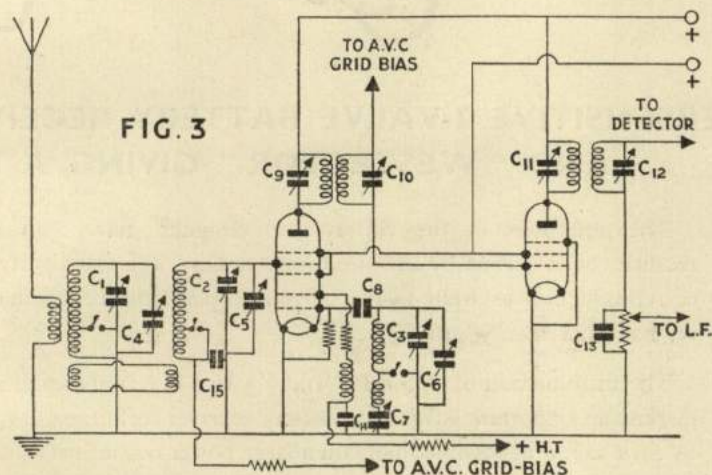 TO A.V.C
GRID BIAS
+
+
FIG. 3
TO
DETECTOR
C9
C10
C11
C12
C1
C2
C8
C4
C5
C3
C6
C13
TO L.F.
C15
C7
+ H.T
TO A.V.C. GRID-BIAS